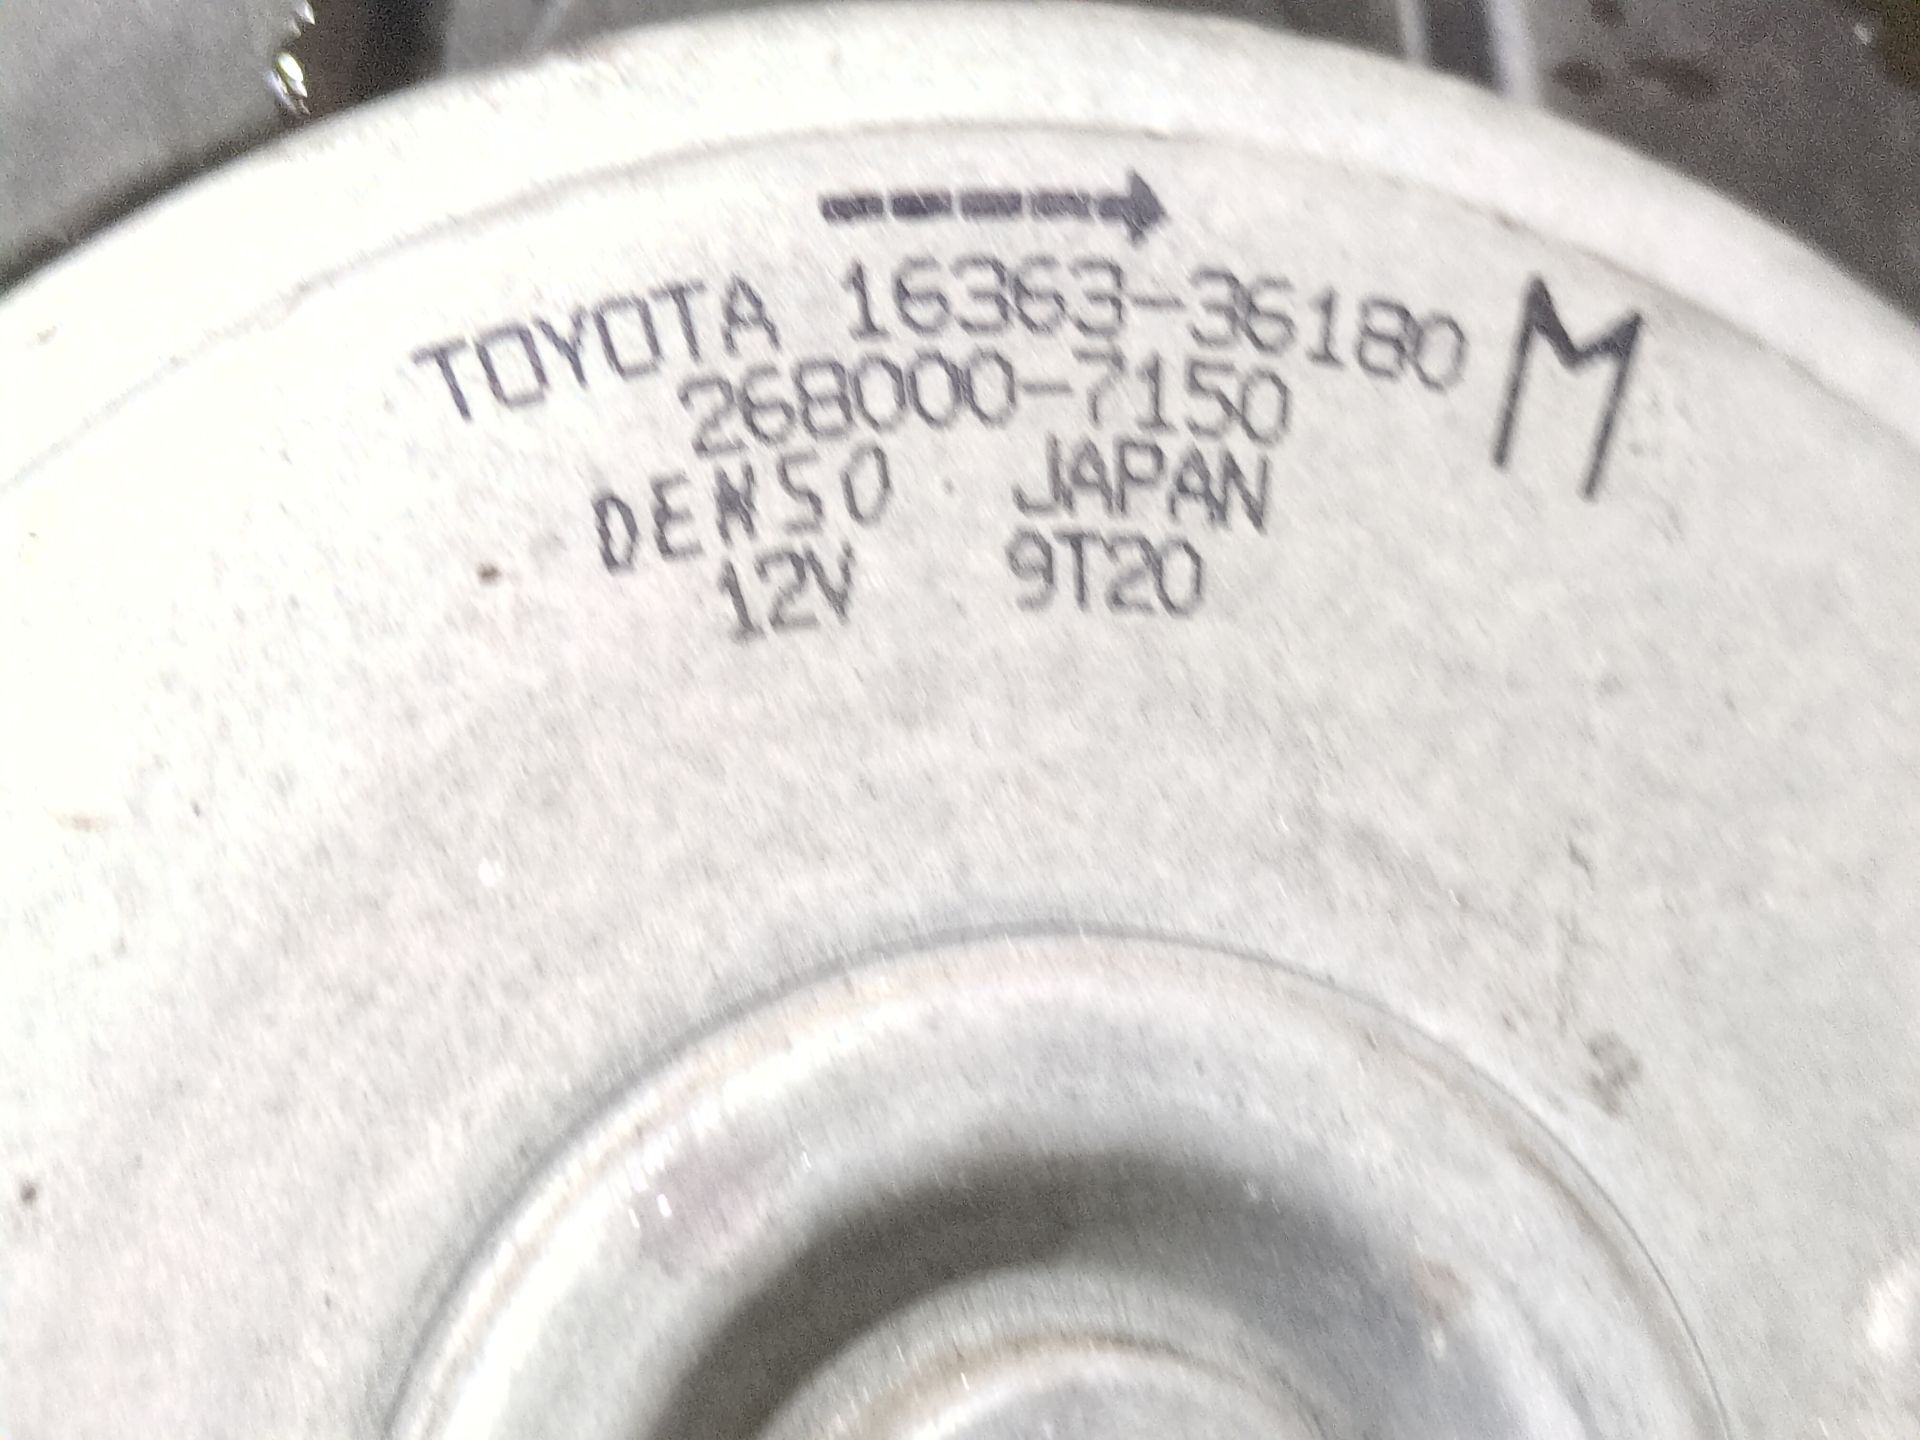 TOYOTA 16363-36180 M
268000-7150
DENSO JAPAN
12V 9T20